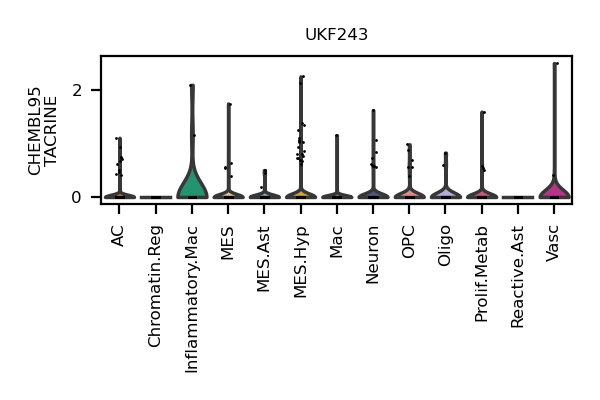 UKF243
CHEMBL95
TACRINE
2
0
AC
Chromatin.Reg
Inflammatory.Mac
MES
MES.Ast
MES.Hyp
Mac
Neuron
OPC
Oligo
Prolif.Metab
Reactive.Ast
Vasc